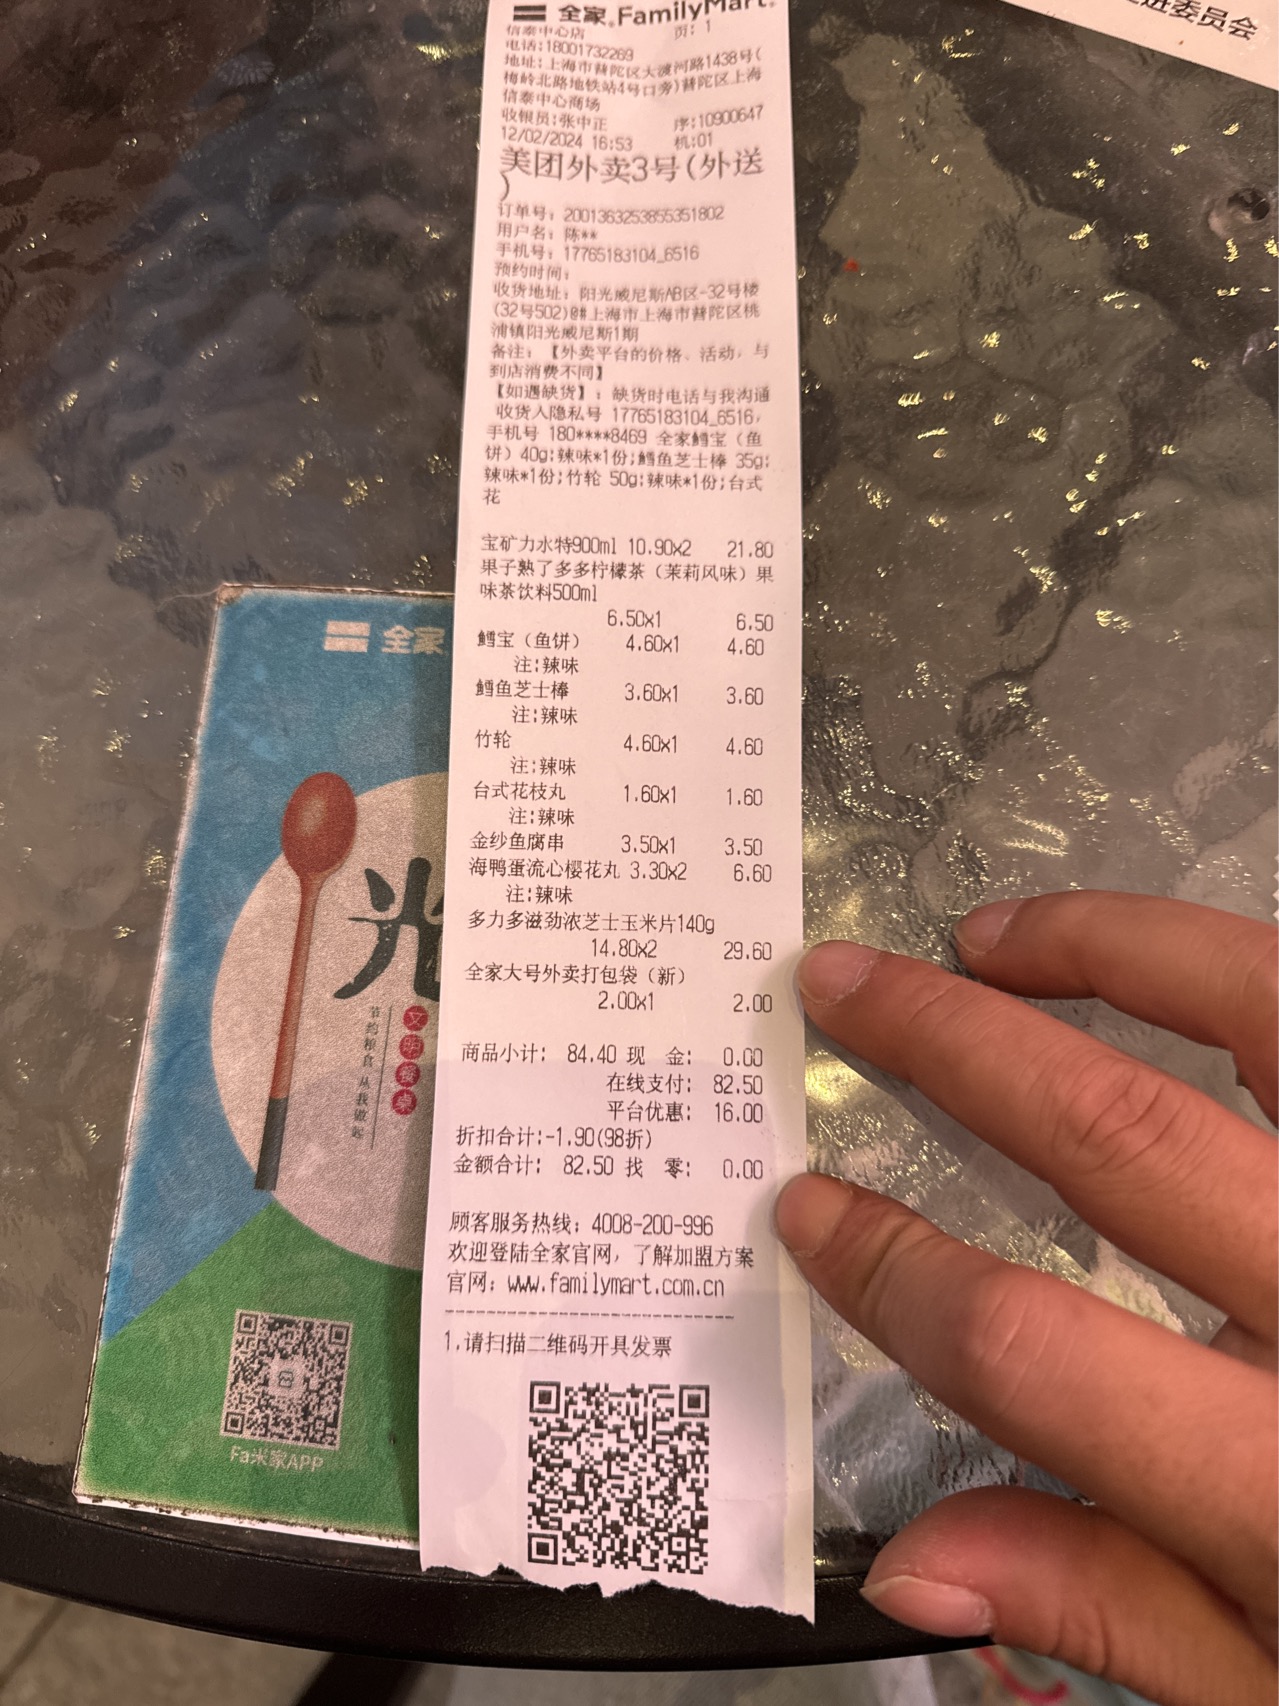 全家 FamilyMart
信泰中心店 页: 1
电话:18001732269
地址:上海市普陀区大渡河路1438号(
梅岭北路地铁站4号口旁)普陀区上海
信泰中心商场
收银员:张中正 序:10900647
12/02/2024 16:53 机:01
美团外卖3号(外送
)
订单号: 2001363253855351802
用户名: 陈**
手机号: 17765183104_6516
预约时间:
收货地址: 阳光威尼斯AB区-32号楼
(32号502)@#上海市上海市普陀区桃
浦镇阳光威尼斯1期
备注: 【外卖平台的价格、活动, 与
到店消费不同】
【如遇缺货】: 缺货时电话与我沟通
收货人隐私号 17765183104_6516,
手机号 180****8469 全家鳕宝（鱼
饼）40g:辣味*1份;鳕鱼芝士棒 35g:
辣味*1份;竹轮 50g:辣味*1份;台式
花
宝矿力水特900ml 10.90x2 21.80
果子熟了多多柠檬茶（茉莉风味）果
味茶饮料500ml
6.50x1 6.50
鳕宝（鱼饼） 4.60x1 4.60
注:辣味
鳕鱼芝士棒 3.60x1 3.60
注:辣味
竹轮 4.60x1 4.60
注:辣味
台式花枝丸 1.60x1 1.60
注:辣味
金纱鱼腐串 3.50x1 3.50
海鸭蛋流心樱花丸 3.30x2 6.60
注:辣味
多力多滋劲浓芝士玉米片140g
14.80x2 29.60
全家大号外卖打包袋（新）
2.00x1 2.00
商品小计: 84.40 现 金: 0.00
在线支付: 82.50
平台优惠: 16.00
折扣合计:-1.90(98折)
金额合计: 82.50 找 零: 0.00
顾客服务热线: 4008-200-996
欢迎登陆全家官网, 了解加盟方案
官网: www.familymart.com.cn
1.请扫描二维码开具发票
全家
光
文明餐桌
节约粮食 从我做起
Fa米家APP
进委员会